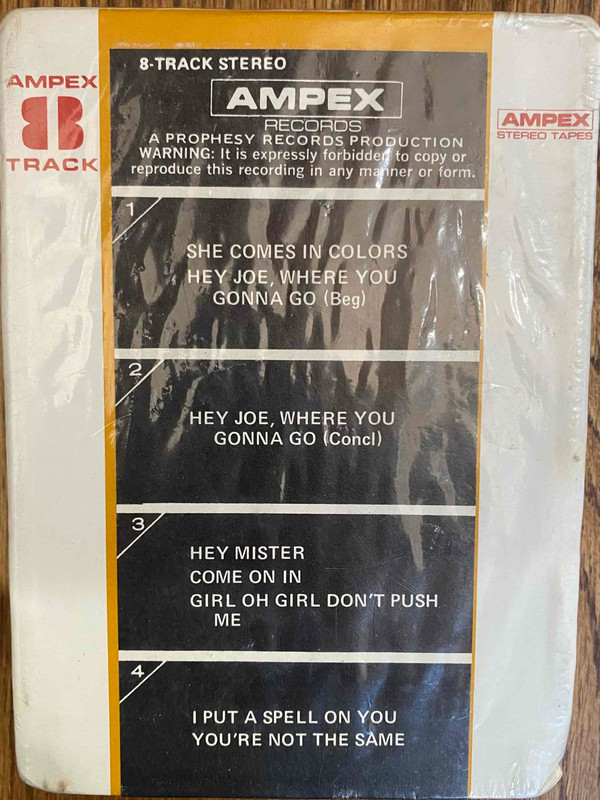 8-TRACK STEREO
AMPEX
8
TRACK
AMPEX
RECORDS
A PROPHESY RECORDS PRODUCTION
WARNING: It is expressly forbidden to copy or
reproduce this recording in any manner or form.
AMPEX
STEREO TAPES
1
SHE COMES IN COLORS
HEY JOE, WHERE YOU
GONNA GO (Beg)
2
HEY JOE, WHERE YOU
GONNA GO (Concl)
3
HEY MISTER
COME ON IN
GIRL OH GIRL DON'T PUSH
ME
4
I PUT A SPELL ON YOU
YOU'RE NOT THE SAME